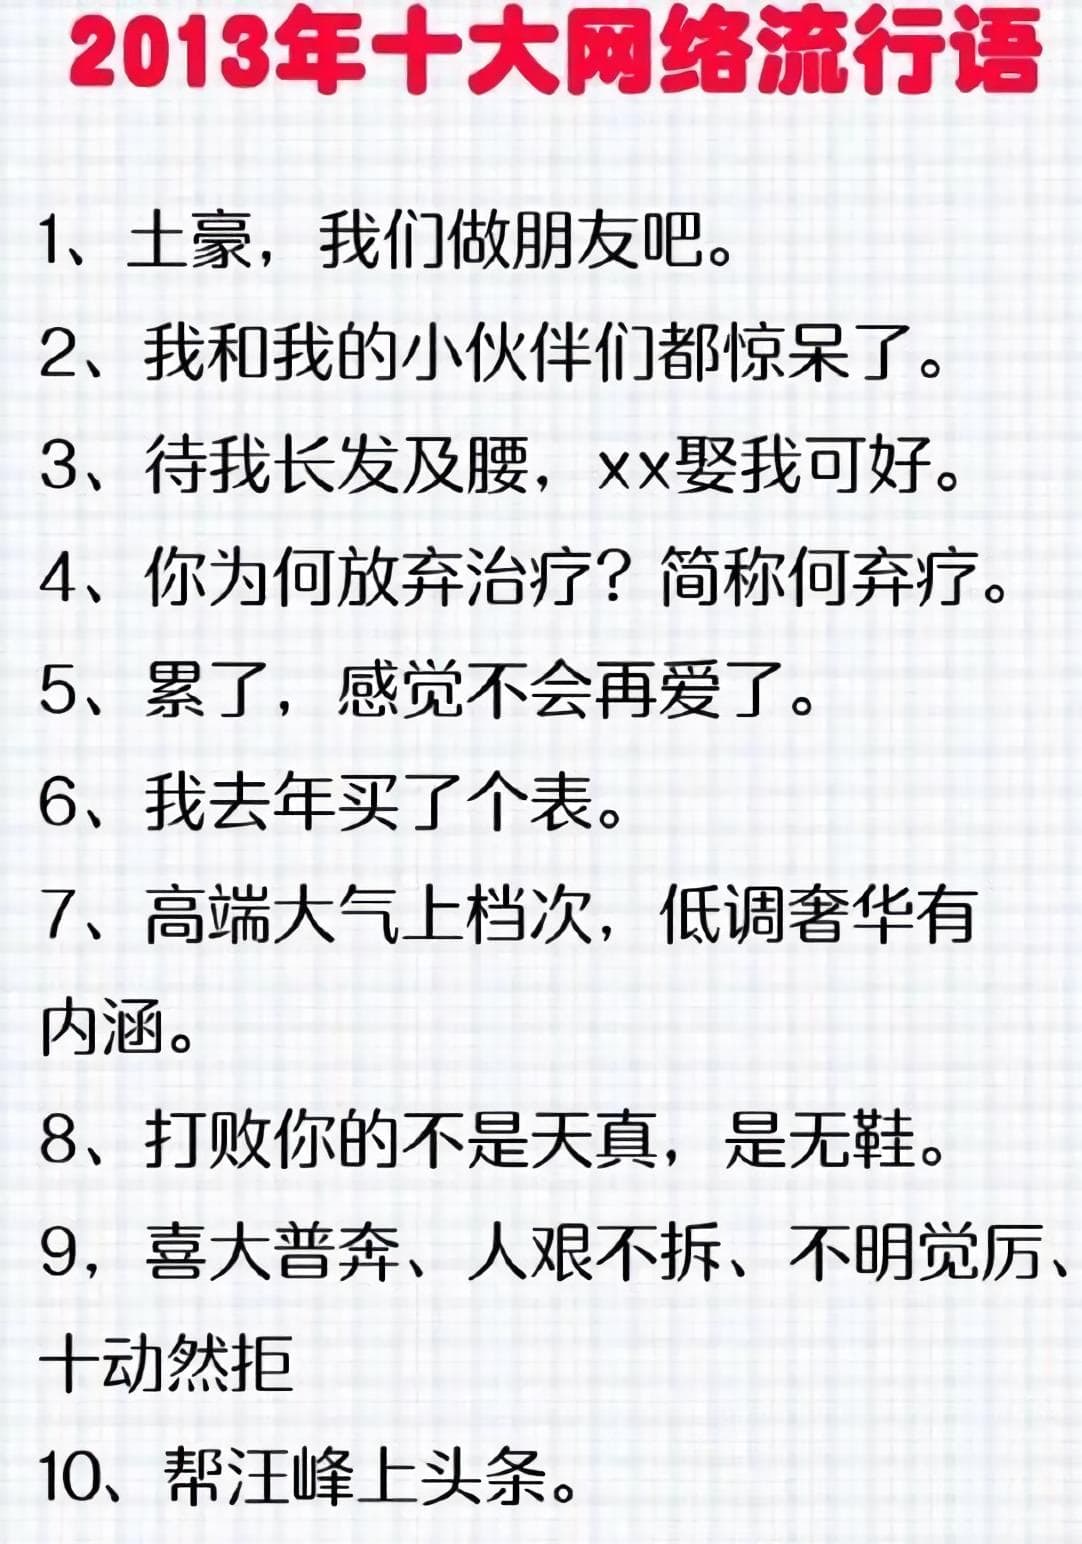 2013年十大网络流行语
1、土豪，我们做朋友吧。
2、我和我的小伙伴们都惊呆了。
3、待我长发及腰，xx娶我可好。
4、你为何放弃治疗？简称何弃疗。
5、累了，感觉不会再爱了。
6、我去年买了个表。
7、高端大气上档次，低调奢华有
内涵。
8、打败你的不是天真，是无鞋。
9，喜大普奔、人艰不拆、不明觉厉、
十动然拒
10、帮汪峰上头条。